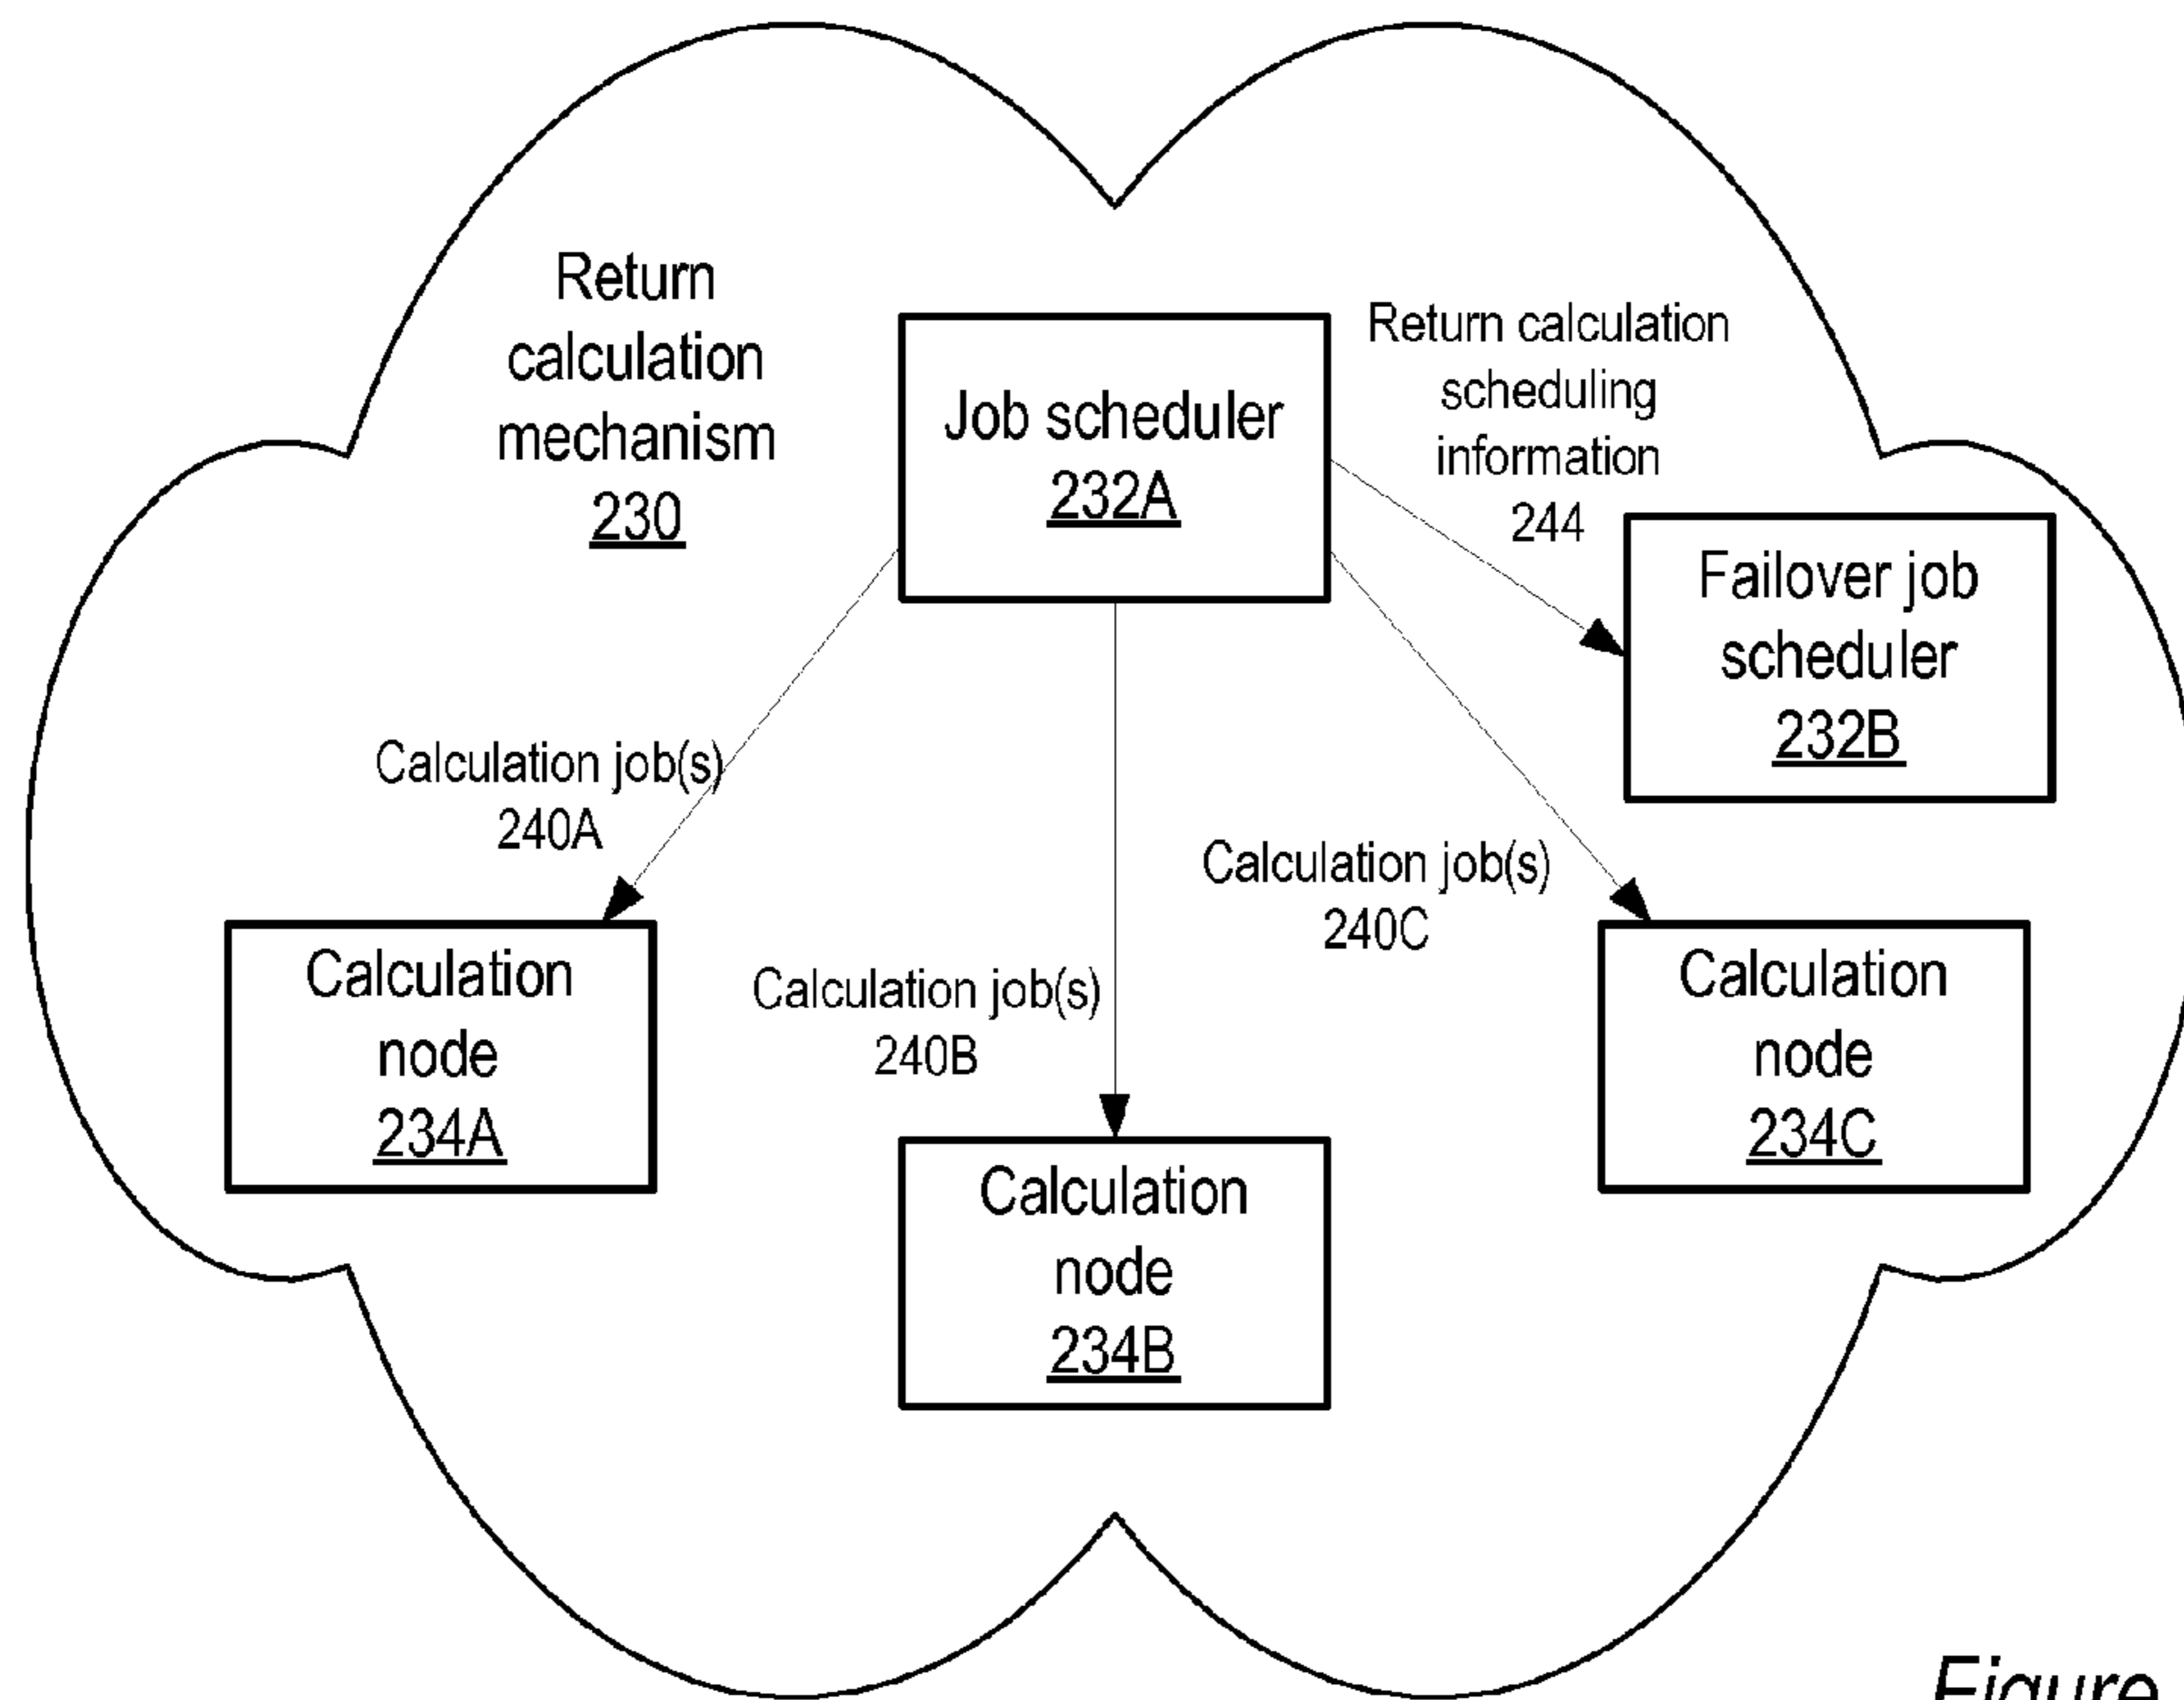 Return
calculation
mechanism
230
Job scheduler
232A
Return calculation
scheduling
information
244
Failover job
scheduler
232B
Calculation job(s)
240A
Calculation job(s)
240C
Calculation job(s)
240B
Calculation
node
234A
Calculation
node
234C
Calculation
node
234B
Figure